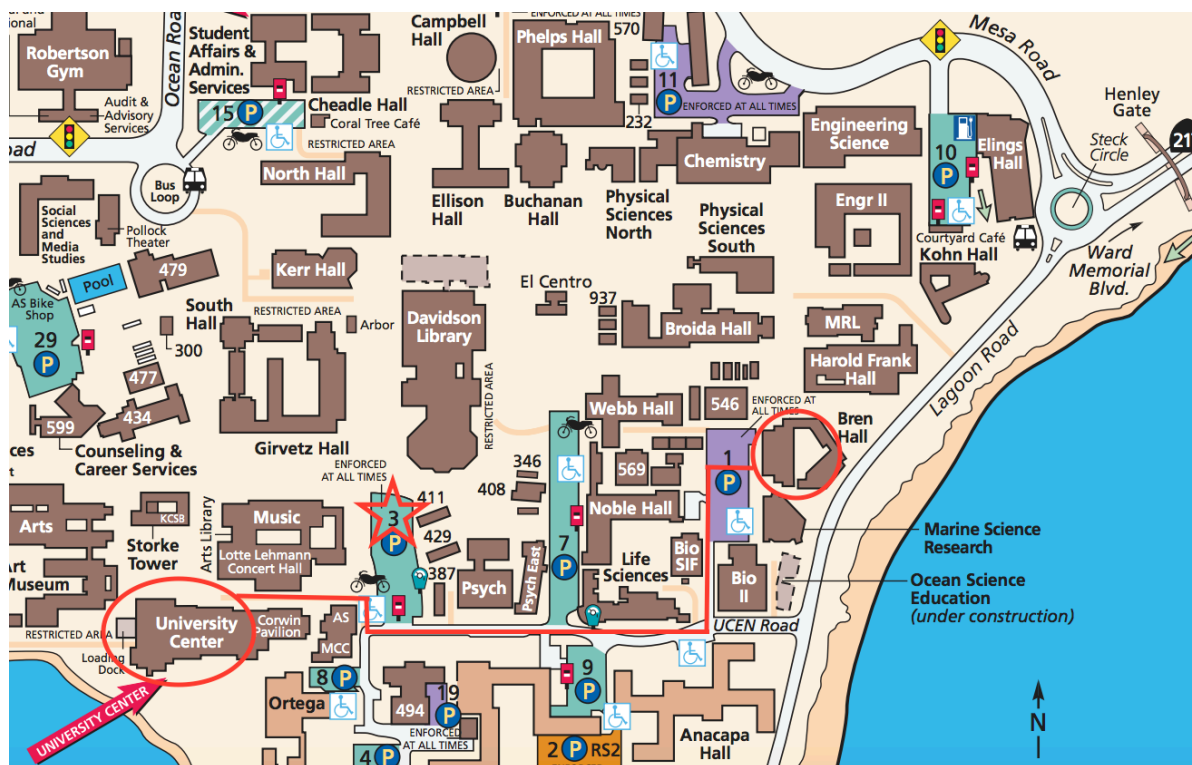 ENFORCED AT ALL TIMES
570
Campbell
Hall
Phelps Hall
Mesa Road
Robertson
Gym
Ocean Road
Student
Affairs &
Admin.
Services
RESTRICTED AREA
11
P
ENFORCED AT ALL TIMES
Henley
Gate
Audit &
Advisory
Services
15 P
Cheadle Hall
Coral Tree Café
232
Engineering
Science
10
P
Elings
Hall
Steck
Circle
21
RESTRICTED AREA
Bus
Loop
North Hall
Ellison
Hall
Buchanan
Hall
Physical
Sciences
North
Chemistry
Engr II
Social
Sciences
and
Media
Studies
Pollock
Theater
Physical
Sciences
South
Courtyard Café
Kohn Hall
Ward
Memorial
Blvd.
Pool
479
Kerr Hall
El Centro
937
AS Bike
Shop
29
P
South
Hall
300
RESTRICTED AREA
Arbor
Davidson
Library
Broida Hall
MRL
Harold Frank
Hall
Lagoon Road
477
434
599
RESTRICTED AREA
Webb Hall
546
ENFORCED AT
ALL TIMES
Bren
Hall
Counseling &
Career Services
Girvetz Hall
ENFORCED
AT ALL TIMES
346
408
569
1
P
Arts
KCSB
Storke
Tower
Arts Library
Music
Lotte Lehmann
Concert Hall
3
P
411
429
387
7
P
Noble Hall
Marine Science
Research
Museum
Psych
Psych East
Life
Sciences
Bio
SIF
Bio
II
Ocean Science
Education
(under construction)
RESTRICTED AREA
Loading
Dock
University
Center
Corwin
Pavilion
AS
MCC
UCEN Road
UNIVERSITY CENTER
8 P
Ortega
494
19
P
ENFORCED
AT ALL TIMES
9
P
4 P
2 P RS2
Anacapa
Hall
N